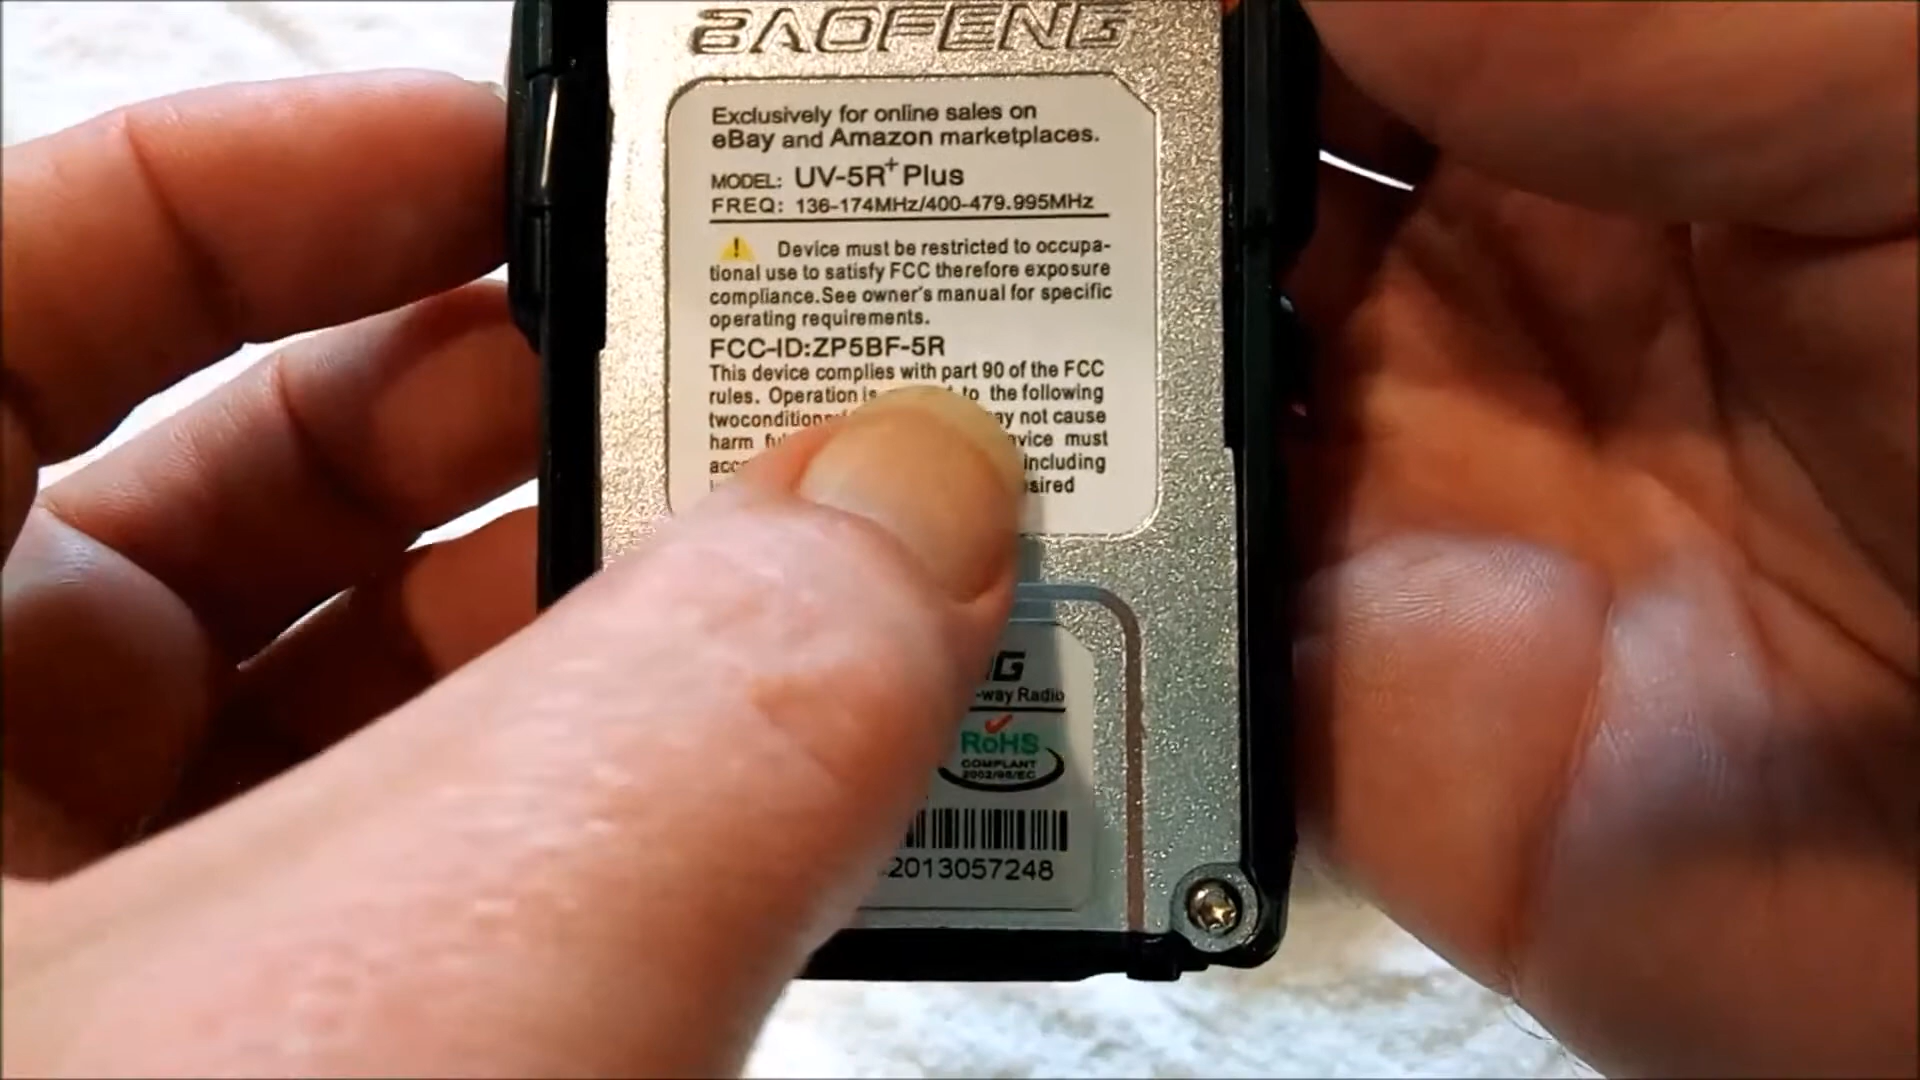 BAOFENG
Exclusively for online sales on
eBay and Amazon marketplaces.
MODEL: UV-5R+ Plus
FREQ: 136-174MHz/400-479.995MHz
Device must be restricted to occupa-
tional use to satisfy FCC therefore exposure
compliance.See owner's manual for specific
operating requirements.
FCC-ID:ZP5BF-5R
This device complies with part 90 of the FCC
rules. Operation is to the following
twoconditions not cause
harm must
including
-way Radio
RoHS
COMPLANT
2002/95/EC
2013057248